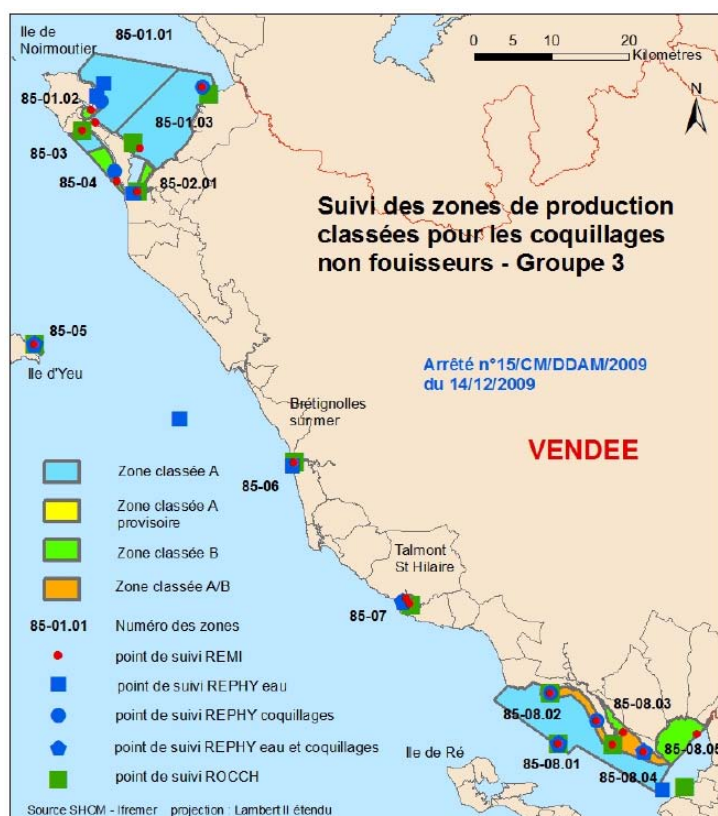 Ile de
Noirmoutier
85-01.01
0 5 10 20
Kilomètres
N
85-01.02
85-01.03
85-03
85-04
85-02.01
Suivi des zones de production
classées pour les coquillages
non fouisseurs - Groupe 3
85-05
Ile d'Yeu
Arrêté n°15/CM/DDAM/2009
du 14/12/2009
Brétignolles
sur mer
VENDEE
85-06
Zone classée A
Zone classée A
provisoire
Zone classée B
Zone classée A/B
Talmont
St Hilaire
85-07
85-01.01 Numéro des zones
point de suivi REMI
point de suivi REPHY eau
point de suivi REPHY coquillages
point de suivi REPHY eau et coquillages
point de suivi ROCCH
85-08.03
85-08.02
85-08.05
Ile de Ré
85-08.01
85-08.04
Source SHOM - Ifremer projection : Lambert II étendu